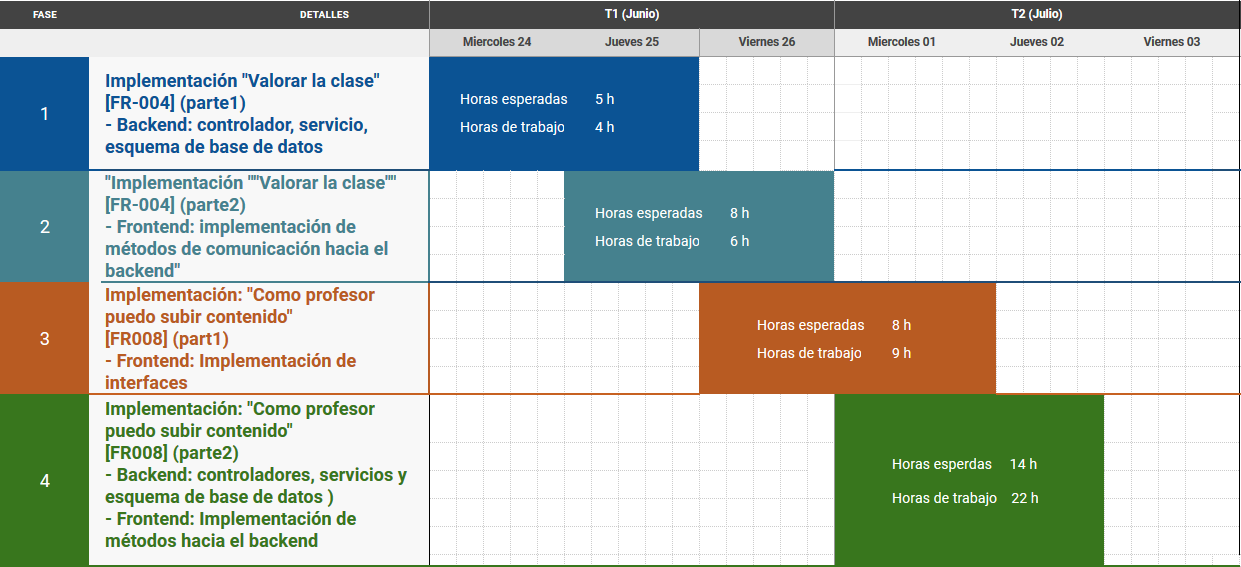 FASE DETALLES T1 (Junio) T2 (Julio)
Miercoles 24 Jueves 25 Viernes 26 Miercoles 01 Jueves 02 Viernes 03
1
Implementación "Valorar la clase"
[FR-004] (parte1)
- Backend: controlador, servicio,
esquema de base de datos
Horas esperadas 5 h
Horas de trabajo 4 h
2
"Implementación ""Valorar la clase""
[FR-004] (parte2)
- Frontend: implementación de
métodos de comunicación hacia el
backend"
Horas esperadas 8 h
Horas de trabajo 6 h
3
Implementación: "Como profesor
puedo subir contenido"
[FR008] (part1)
- Frontend: Implementación de
interfaces
Horas esperadas 8 h
Horas de trabajo 9 h
4
Implementación: "Como profesor
puedo subir contenido"
[FR008] (parte2)
- Backend: controladores, servicios y
esquema de base de datos )
- Frontend: Implementación de
métodos hacia el backend
Horas esperdas 14 h
Horas de trabajo 22 h